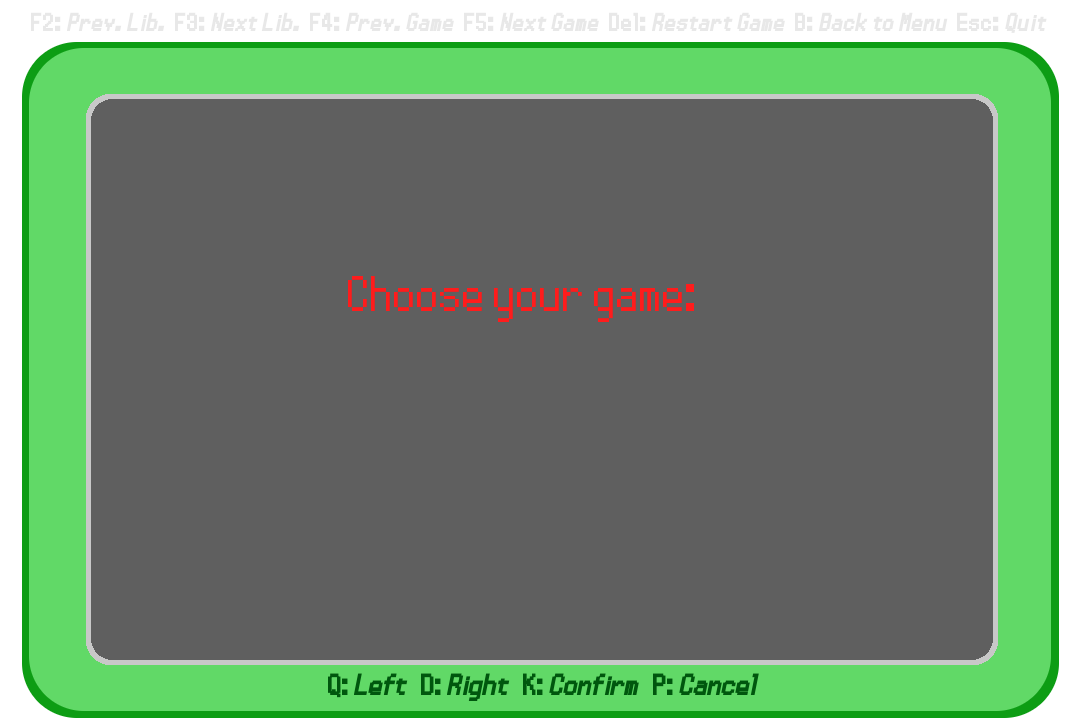 F2: Prev. Lib. F3: Next Lib. F4: Prev. Game F5: Next Game Del: Restart Game B: Back to Menu Esc: Quit
Choose your game:
Q: Left D: Right K: Confirm P: Cancel